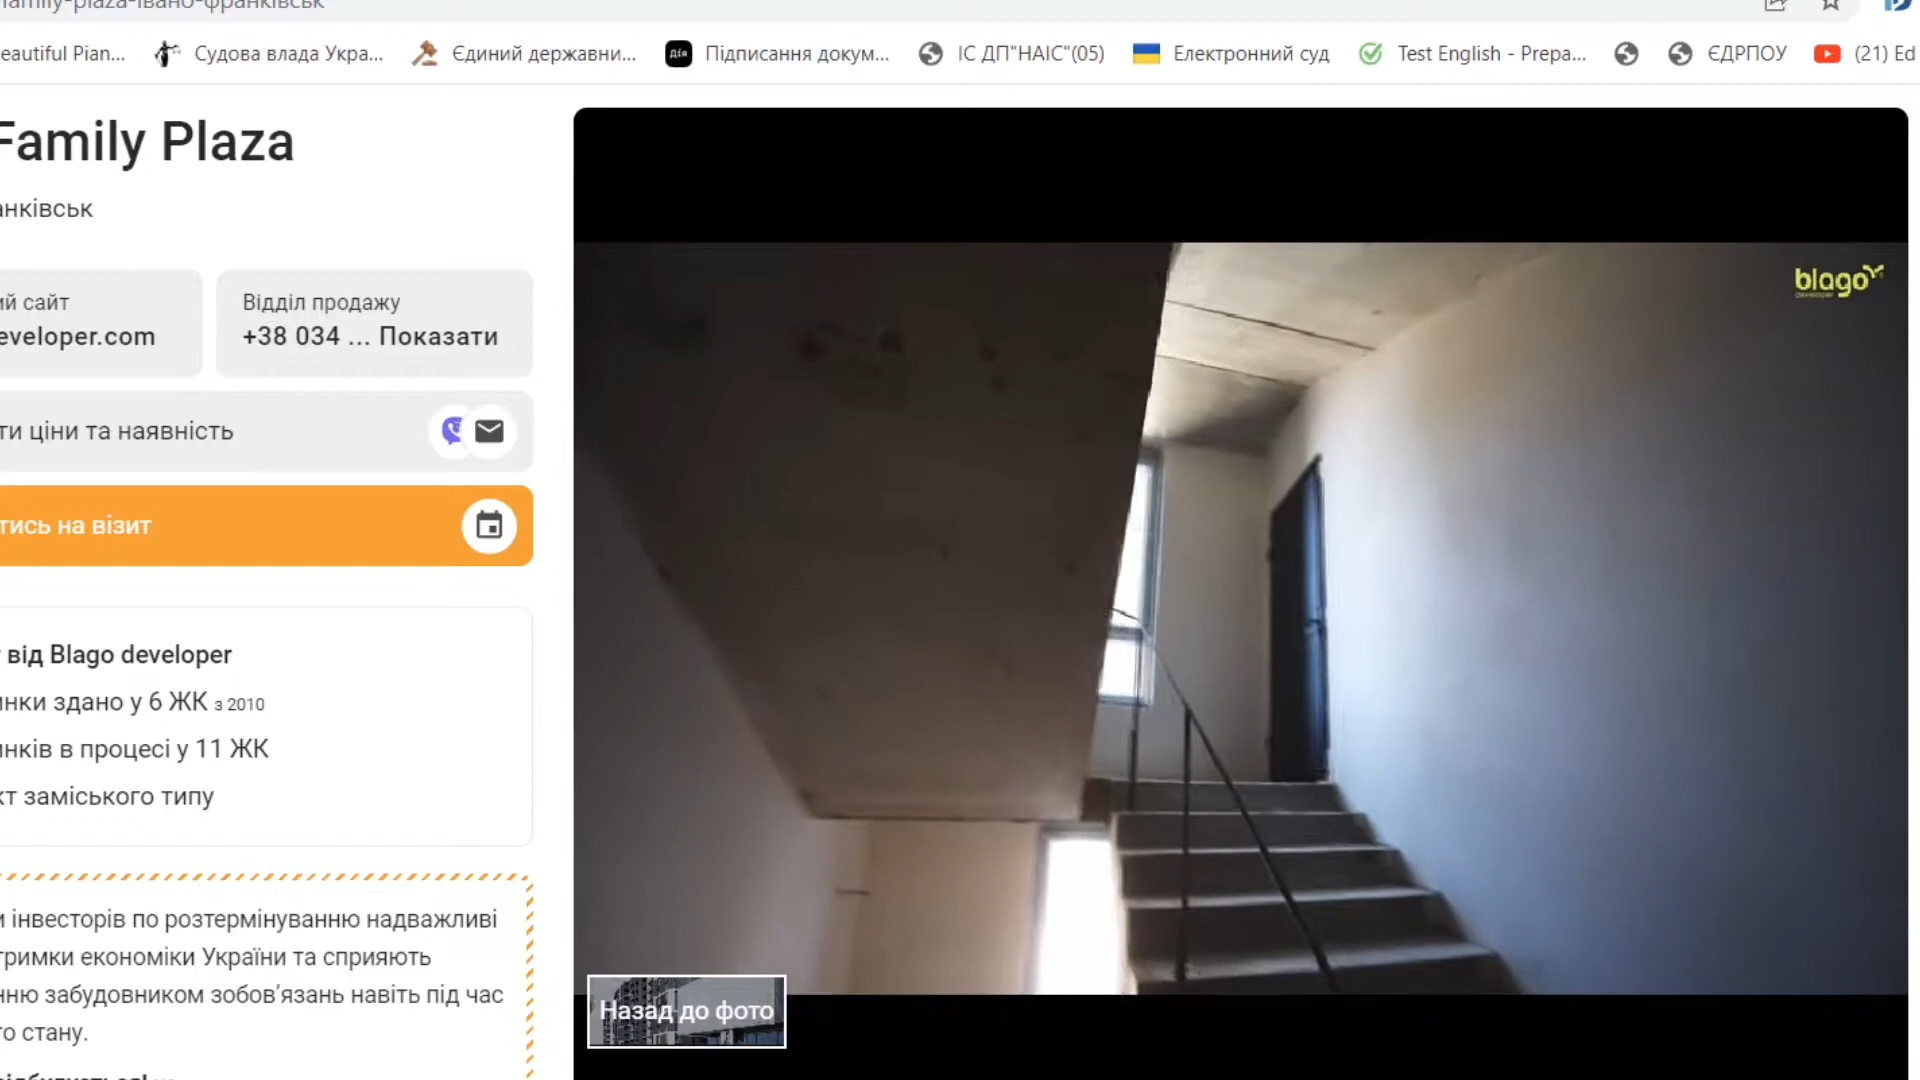 family-plaza-івано-франківськ
eautiful Pian...
Судова влада Укра...
Єдиний державни...
Дія
Підписання докум...
ІС ДП"НАІС"(05)
Електронний суд
Test English - Prepa...
ЄДРПОУ
(21) Ed
Family Plaza
анківськ
ий сайт
eveloper.com
Відділ продажу
+38 034 ... Показати
ти ціни та наявність
тись на візит
від Blago developer
инки здано у 6 ЖК з 2010
инків в процесі у 11 ЖК
кт заміського типу
и інвесторів по розтермінуванню надважливі
тримки економіки України та сприяють
нню забудовником зобов’язань навіть під час
го стану.
blago
developer
Назад до фото